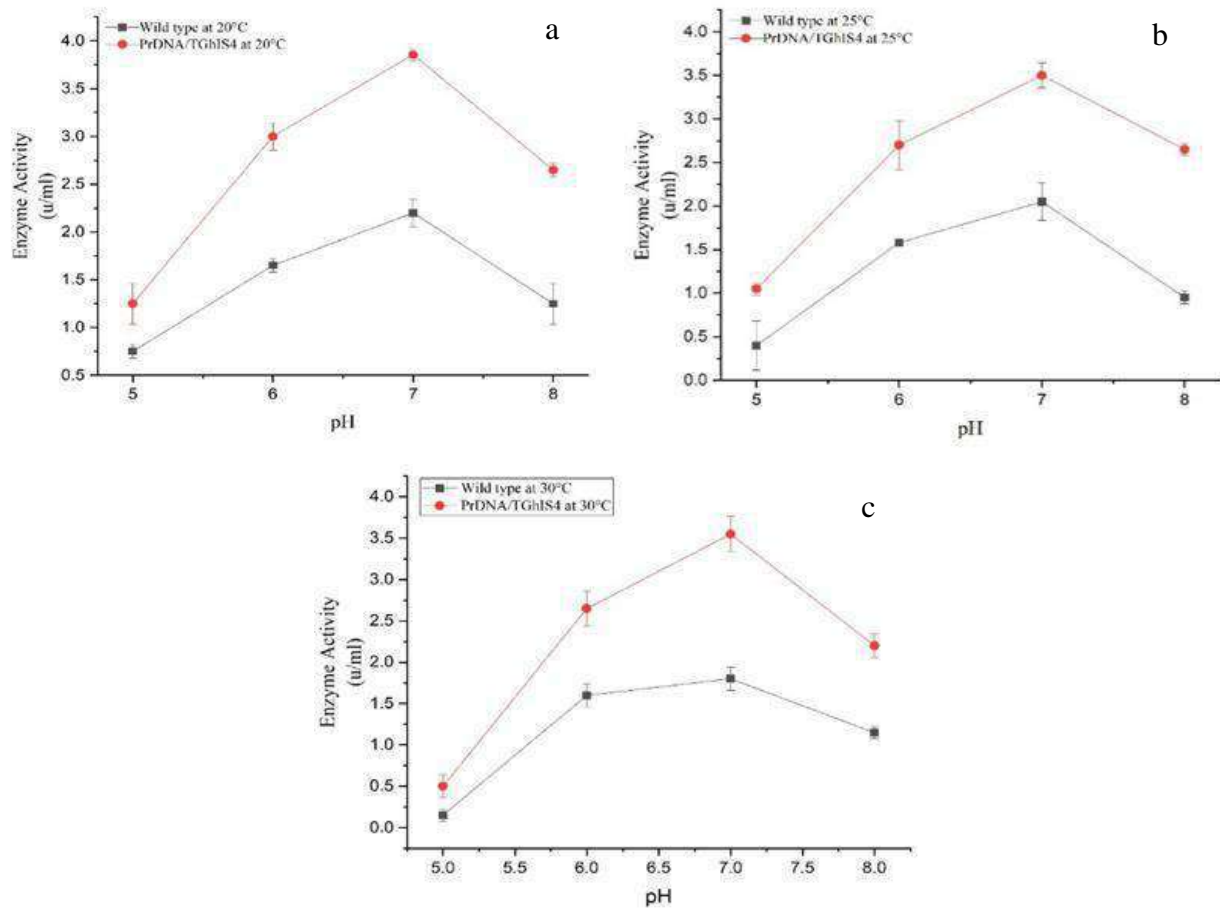 a
Wild type at 20°C
PrDNA/TGhIS4 at 20°C
4.0
3.5
3.0
2.5
2.0
1.5
1.0
0.5
Enzyme Activity
(u/ml)
5
6
7
8
pH
b
Wild type at 25°C
PrDNA/TGhIS4 at 25°C
4.0
3.5
3.0
2.5
2.0
1.5
1.0
0.5
0.0
Enzyme Activity
(u/ml)
5
6
7
8
pH
c
Wild type at 30°C
PrDNA/TGhIS4 at 30°C
4.0
3.5
3.0
2.5
2.0
1.5
1.0
0.5
0.0
Enzyme Activity
(u/ml)
5.0
5.5
6.0
6.5
7.0
7.5
8.0
pH